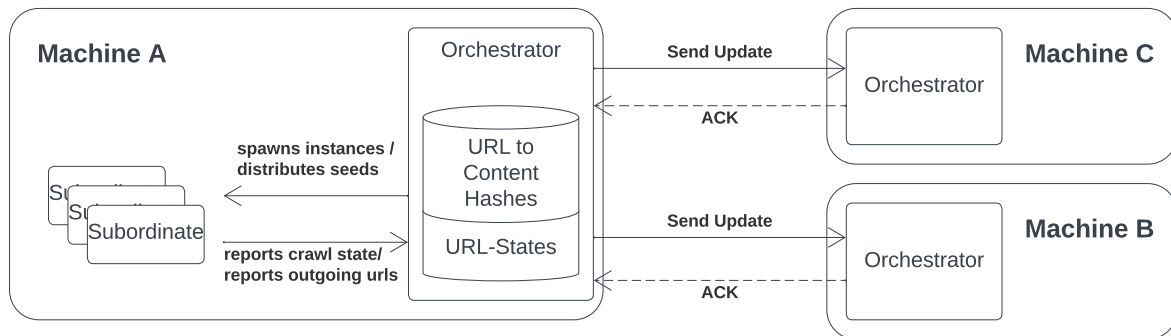 Machine A
Orchestrator
URL to
Content
Hashes
URL-States
spawns instances /
distributes seeds
Subordinate
reports crawl state/
reports outgoing urls
Send Update
ACK
Orchestrator
Machine C
Send Update
ACK
Orchestrator
Machine B